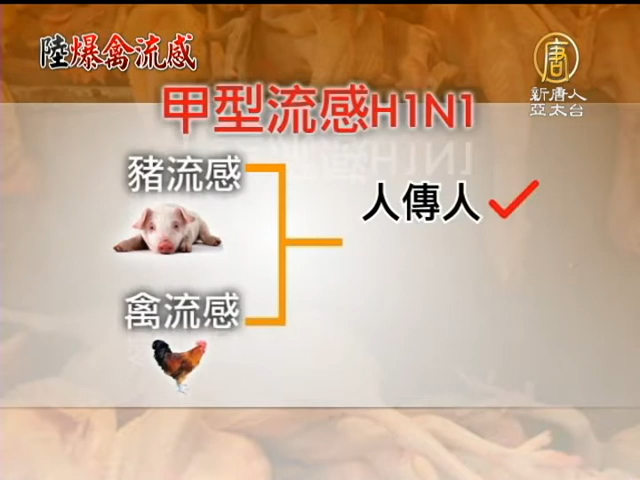 陸爆禽流感
唐
新唐人
亞太台
甲型流感H1N1
豬流感
人傳人
禽流感